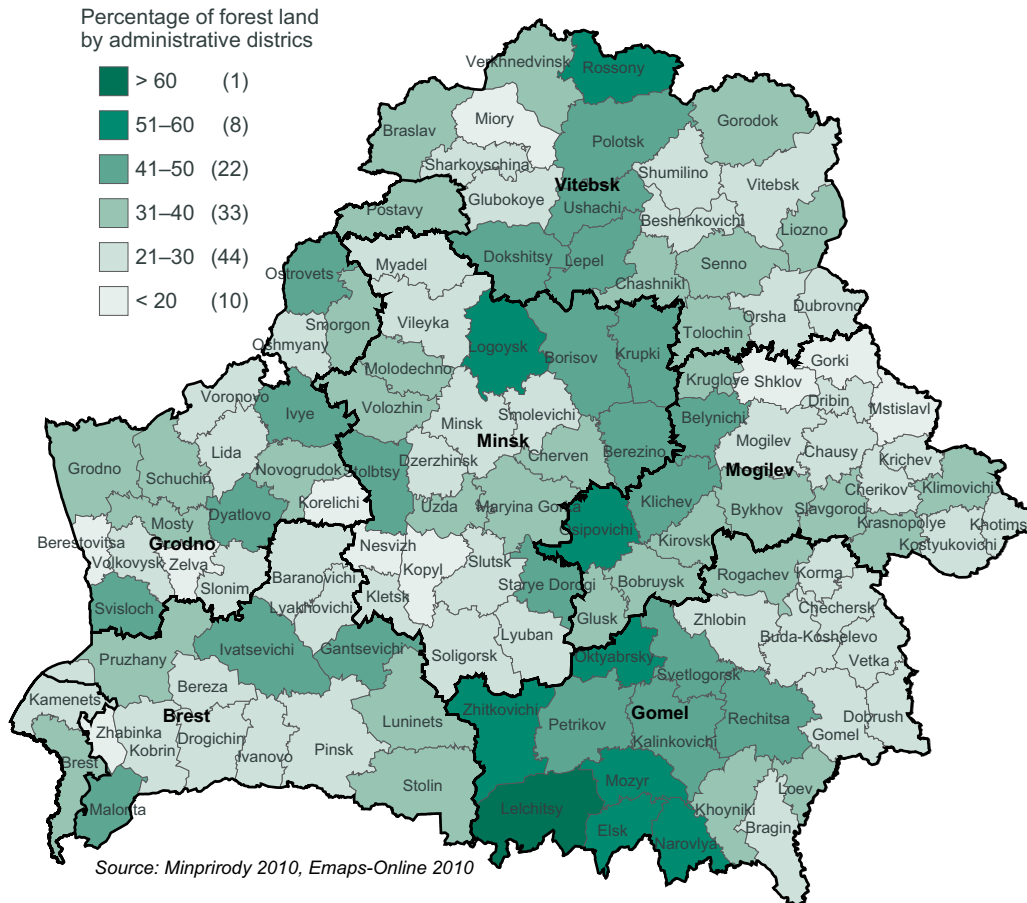 Percentage of forest land
by administrative districs
> 60 (1)
51–60 (8)
41–50 (22)
31–40 (33)
21–30 (44)
< 20 (10)
Verkhnedvinsk
Rossony
Miory
Braslav
Polotsk
Gorodok
Sharkovschina
Shumilino
Vitebsk
Vitebsk
Glubokoye
Ushachi
Beshenkovichi
Postavy
Liozno
Dokshitsy
Lepel
Senno
Chashniki
Myadel
Ostrovets
Dubrovno
Orsha
Tolochin
Smorgon
Vileyka
Oshmyany
Logoysk
Borisov
Krupki
Molodechno
Gorki
Krugloye
Shklov
Voronovo
Ivye
Volozhin
Smolevichi
Minsk
Minsk
Belynichi
Dribin
Mstislavl
Mogilev
Mogilev
Chausy
Krichev
Lida
Dzerzhinsk
Cherven
Berezino
Grodno
Schuchin
Novogrudok
Stolbtsy
Cherikov
Klimovichi
Korelichi
Uzda
Maryina Gorka
Klichev
Bykhov
Slavgorod
Krasnopolye
Khotimsk
Mosty
Dyatlovo
Osipovichi
Kostyukovichi
Berestovitsa
Grodno
Volkovysk
Zelva
Slonim
Nesvizh
Kopyl
Slutsk
Kirovsk
Baranovichi
Kletsk
Starye Dorogi
Bobruysk
Rogachev
Korma
Svisloch
Lyakhovichi
Glusk
Zhlobin
Chechersk
Lyuban
Buda-Koshelevo
Pruzhany
Ivatsevichi
Gantsevichi
Soligorsk
Oktyabrsky
Vetka
Svetlogorsk
Bereza
Kamenets
Zhitkovichi
Luninets
Brest
Petrikov
Gomel
Rechitsa
Dobrush
Zhabinka
Drogichin
Kobrin
Ivanovo
Pinsk
Kalinkovichi
Gomel
Brest
Stolin
Mozyr
Malorita
Lelchitsy
Khoyniki
Loev
Elsk
Narovlya
Bragin
Source: Minprirody 2010, Emaps-Online 2010